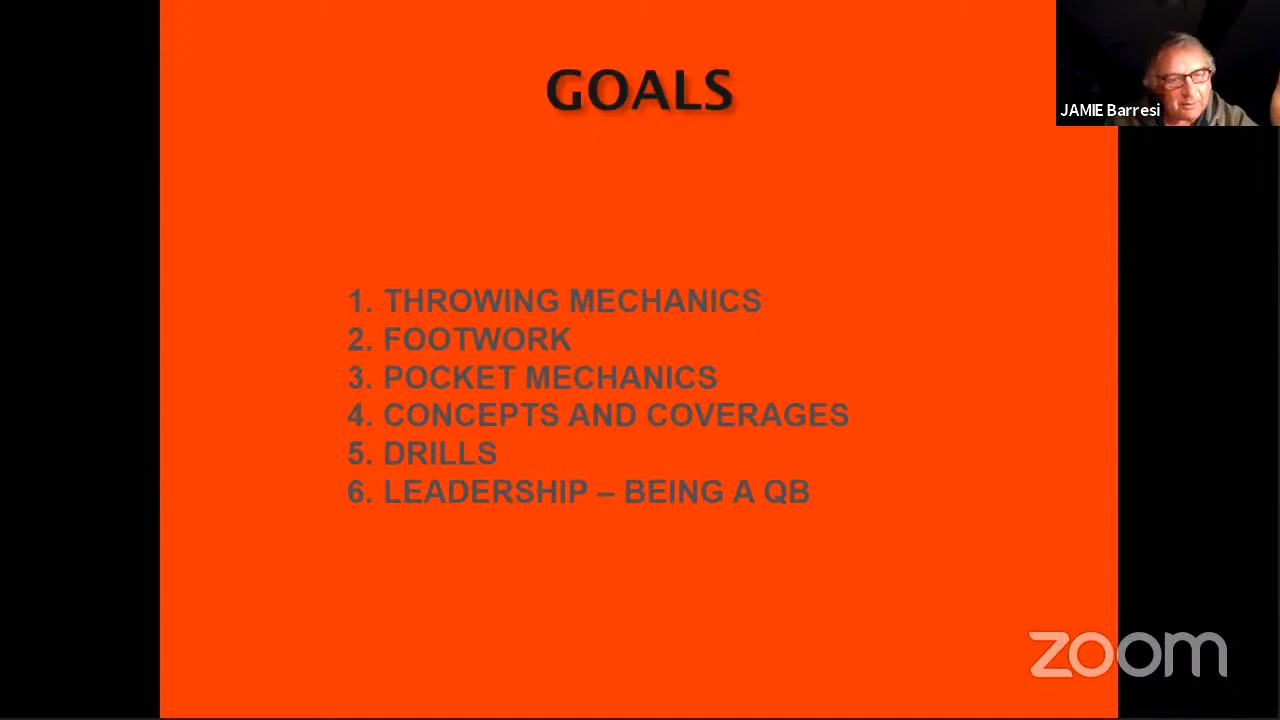 GOALS
JAMIE Barresi
1. THROWING MECHANICS
2. FOOTWORK
3. POCKET MECHANICS
4. CONCEPTS AND COVERAGES
5. DRILLS
6. LEADERSHIP – BEING A QB
zoom